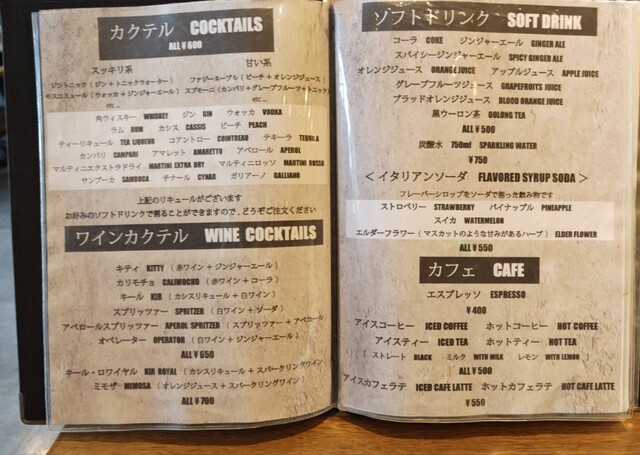 カクテル COCKTAILS
ALL ¥600
スッキリ系 甘い系
ジントニック(ジン+トニックウォーター) ファジーネーブル(ピーチ+オレンジジュース)
モスコミュール(ウォッカ+ジンジャーエール) スプモーニ(カンパリ+グレープフルーツ+トニック)
etc… etc…
角ウィスキー WHISKEY ジン GIN ウォッカ VODKA
ラム RUM カシス CASSIS ピーチ PEACH
ティーリキュール TEA LIQUEUR コアントロー COINTREAU テキーラ TEQUILA
カンパリ CAMPARI アマレット AMARETTO アペロール APEROL
マルティニエクストラドライ MARTINI EXTRA DRY マルティニロッソ MARTINI ROSSO
サンブーカ SAMBUCA チナール CYNAR ガリアーノ GALLIANO
上記のリキュールがございます
お好みのソフトドリンクで割ることができますので、どうぞご注文ください
ワインカクテル WINE COCKTAILS
キティ KITTY (赤ワイン+ジンジャーエール)
カリモチョ CALIMOCHO (赤ワイン+コーラ)
キール KIR (カシスリキュール+白ワイン)
スプリッツァー SPRITZER (白ワイン+ソーダ)
アペロールスプリッツァー APEROL SPRITZER (スプリッツァー+アペロール)
オペレーター OPERATOR (白ワイン+ジンジャーエール)
ALL ¥650
キール・ロワイヤル KIR ROYAL (カシスリキュール+スパークリングワイン)
ミモザ MIMOSA (オレンジジュース+スパークリングワイン)
ALL ¥700
ソフトドリンク SOFT DRINK
コーラ COKE ジンジャーエール GINGER ALE
スパイシージンジャーエール SPICY GINGER ALE
オレンジジュース ORANGE JUICE アップルジュース APPLE JUICE
グレープフルーツジュース GRAPEFRUITS JUICE
ブラッドオレンジジュース BLOOD ORANGE JUICE
黒ウーロン茶 OOLONG TEA
ALL ¥500
炭酸水 750ml SPARKLING WATER
¥750
<イタリアンソーダ FLAVORED SYRUP SODA>
フレーバーシロップをソーダで割った飲み物です
ストロベリー STRAWBERRY パイナップル PINEAPPLE
スイカ WATERMELON
エルダーフラワー(マスカットのような甘みがあるハーブ) ELDER FLOWER
ALL ¥550
カフェ CAFE
エスプレッソ ESPRESSO
¥400
アイスコーヒー ICED COFFEE ホットコーヒー HOT COFFEE
アイスティー ICED TEA ホットティー HOT TEA
[ ストレート BLACK ミルク WITH MILK レモン WITH LEMON ]
ALL ¥500
アイスカフェラテ ICED CAFE LATTE ホットカフェラテ HOT CAFE LATTE
¥550